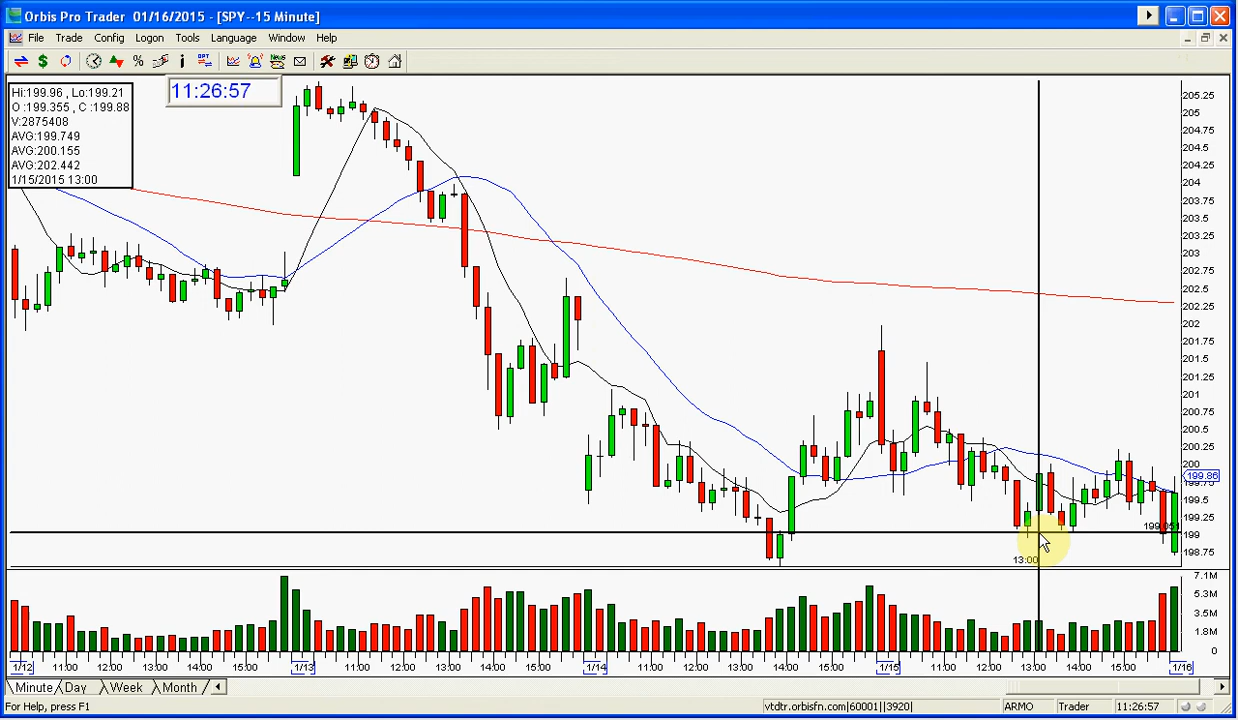 Orbis Pro Trader 01/16/2015 - [SPY--15 Minute]
File Trade Config Logon Tools Language Window Help
% i OPT News
Hi:199.96 , Lo:199.21
O :199.355 , C :199.88
V:2875408
AVG:199.749
AVG:200.155
AVG:202.442
1/15/2015 13:00
11:26:57
205.25
205
204.75
204.5
204.25
204
203.75
203.5
203.25
203
202.75
202.5
202.25
202
201.75
201.5
201.25
201
200.75
200.5
200.25
200
199.86
199.75
199.5
199.25
199.051
199
198.75
13:00
7.1M
5.3M
3.5M
1.8M
0
1/12 11:00 12:00 13:00 14:00 15:00 1/13 11:00 12:00 13:00 14:00 15:00 1/14 11:00 12:00 13:00 14:00 15:00 1/15 11:00 12:00 13:00 14:00 15:00 1/16
Minute Day Week Month
For Help, press F1 vtdtr.orbisfn.com|60001||3920| ARMO Trader 11:26:57